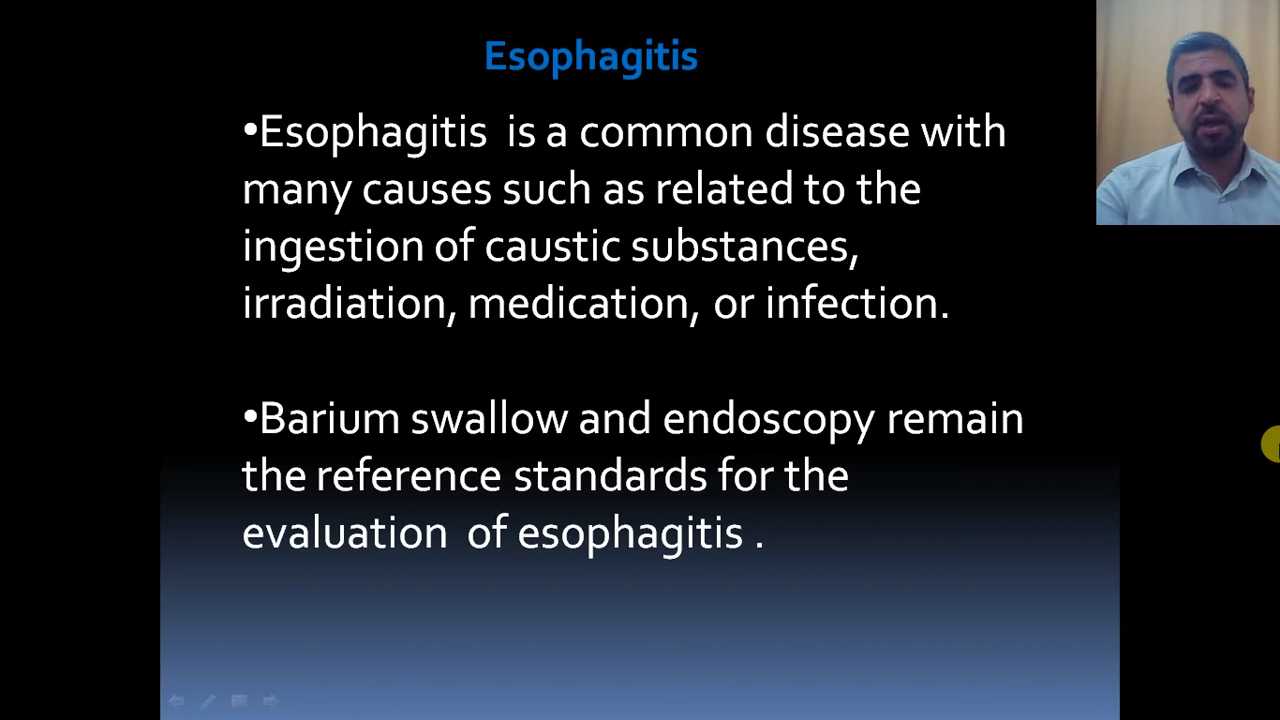 Esophagitis
•Esophagitis is a common disease with
many causes such as related to the
ingestion of caustic substances,
irradiation, medication, or infection.
•Barium swallow and endoscopy remain
the reference standards for the
evaluation of esophagitis .